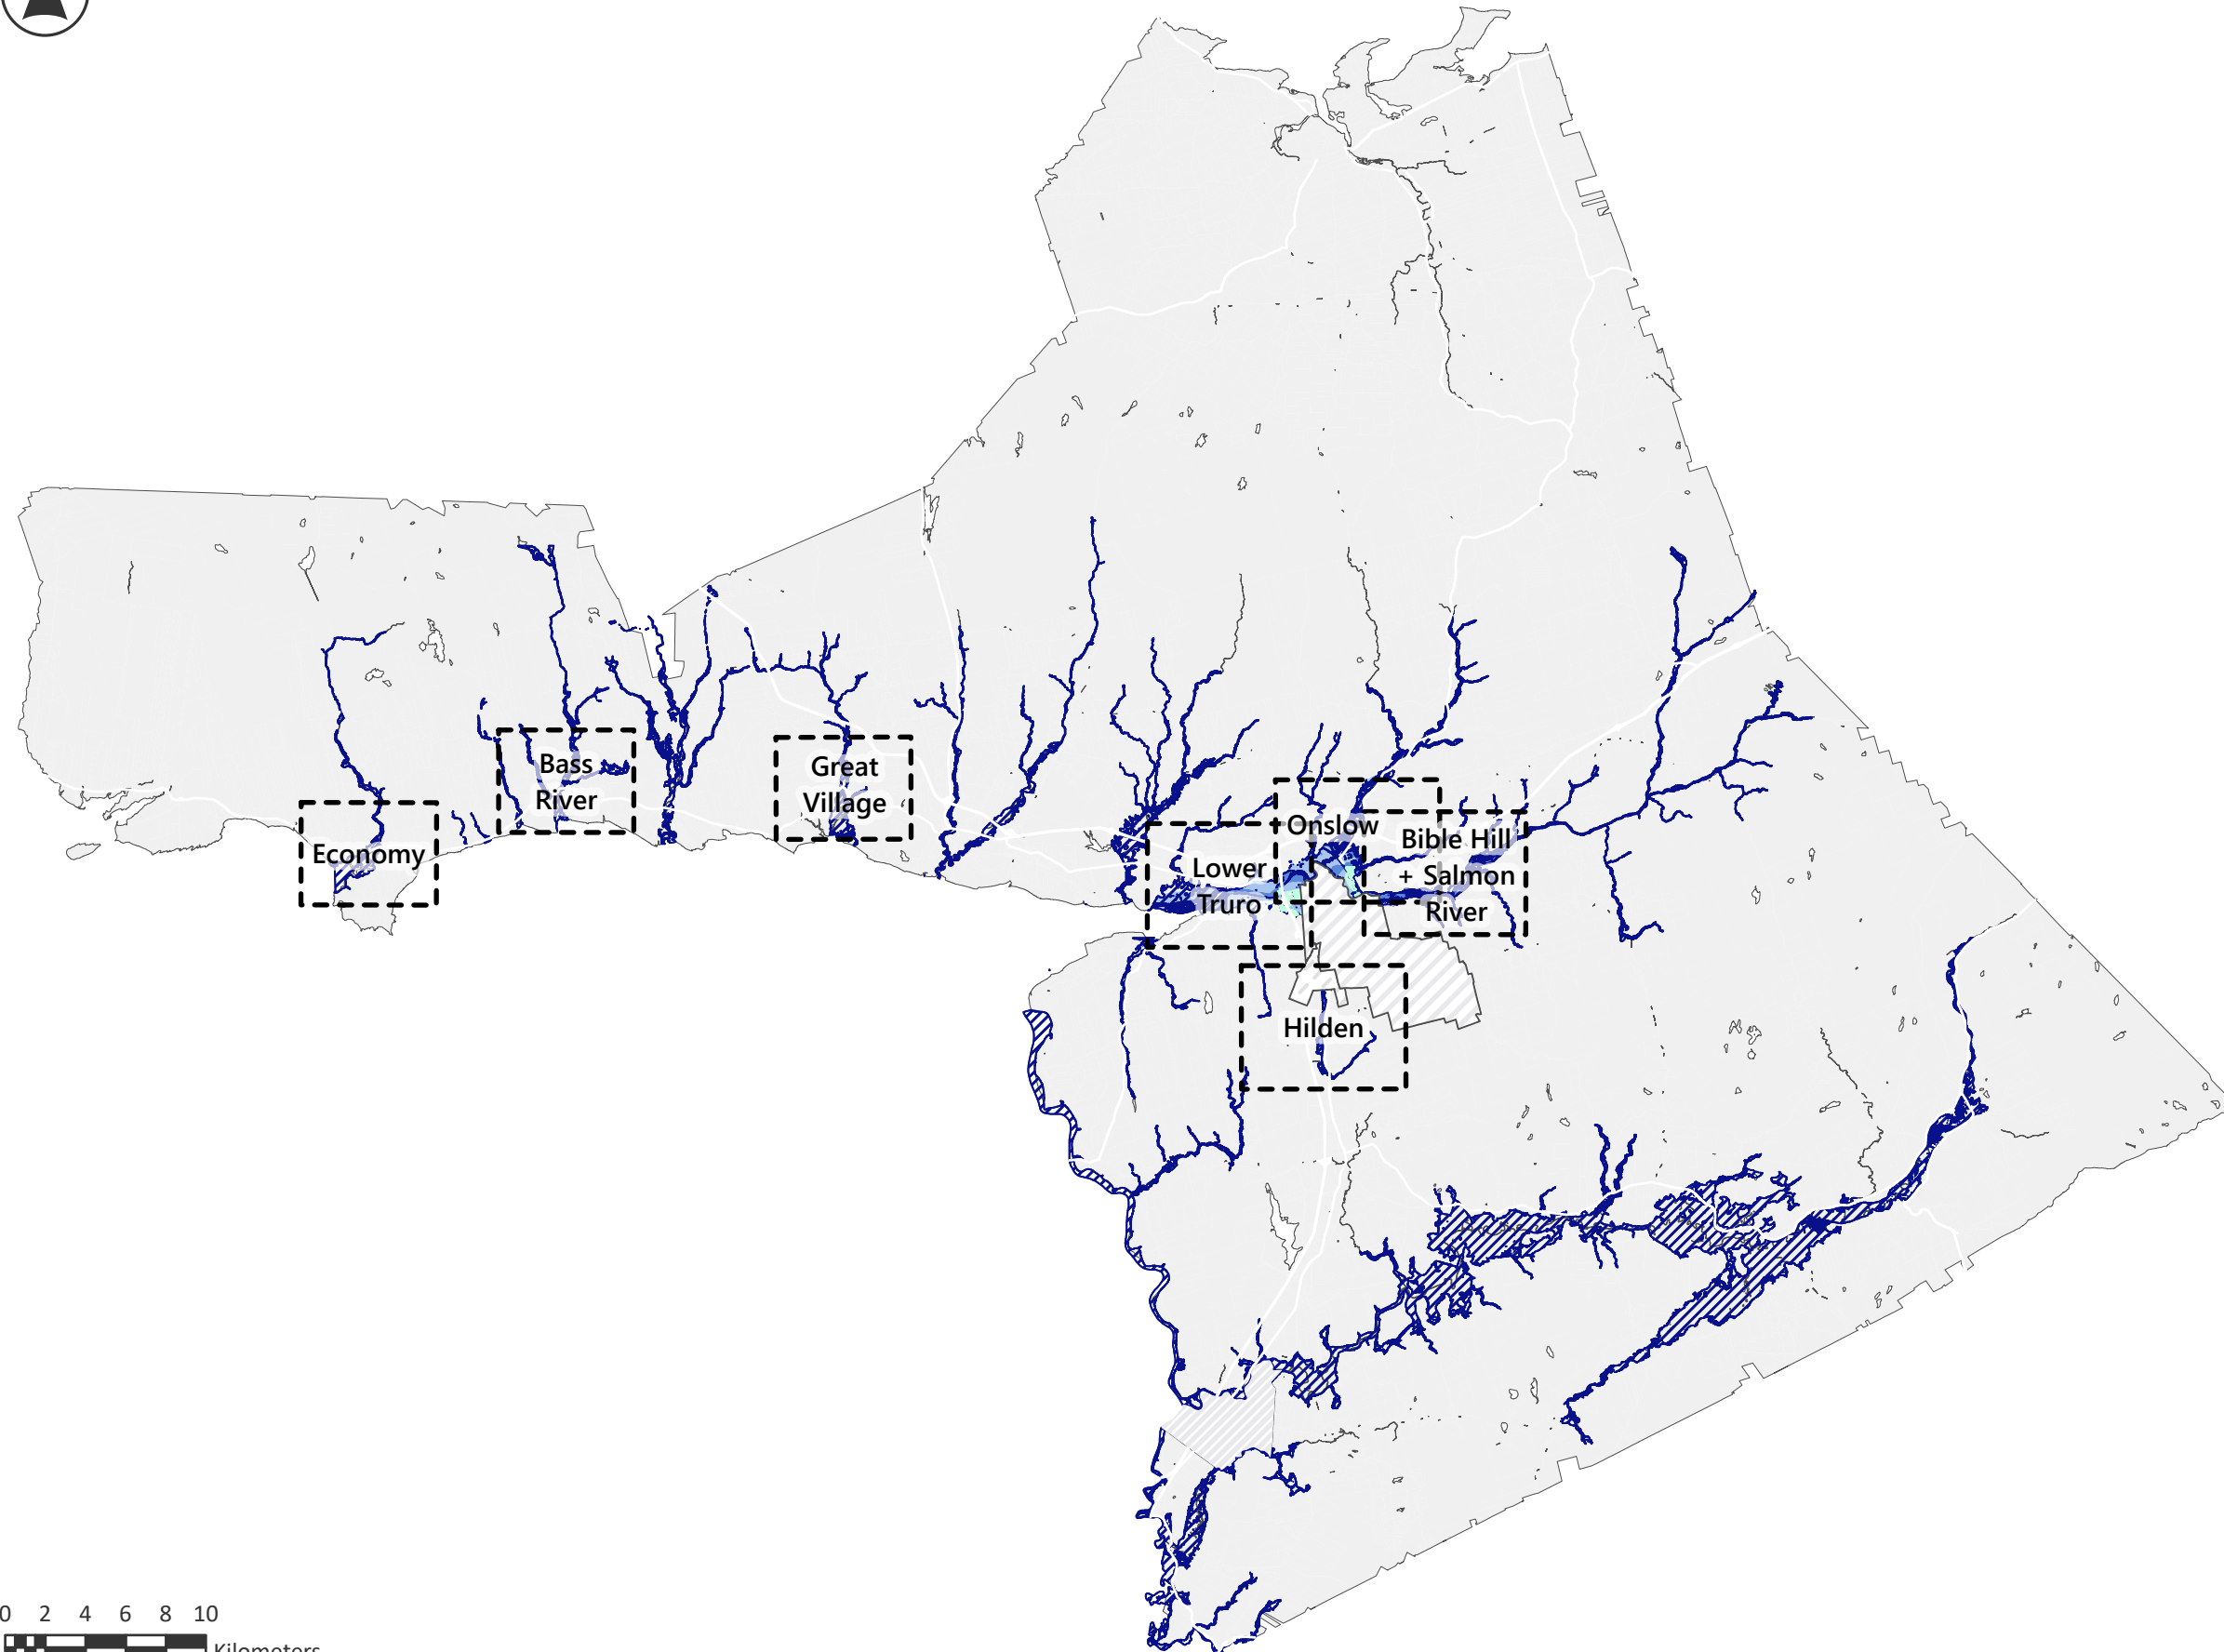 Bass
River
Great
Village
Economy
Onslow
Lower
Truro
Bible Hill
+ Salmon
River
Hilden
0 2 4 6 8 10
Kilometers